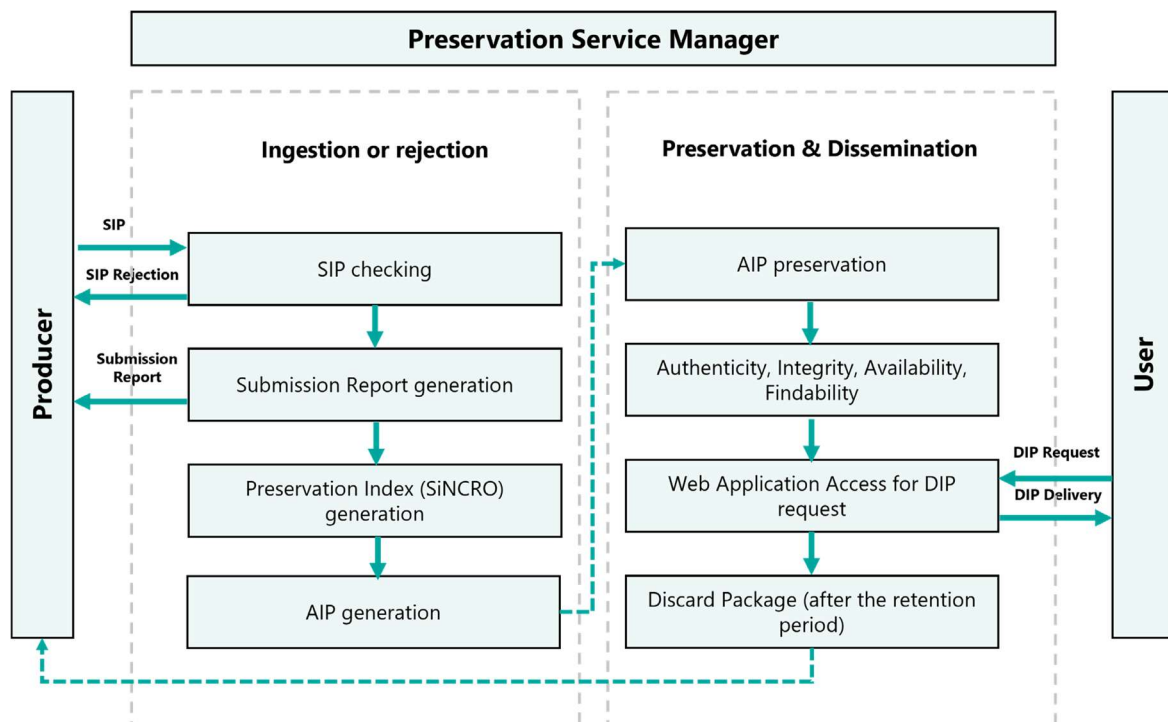 Preservation Service Manager
Producer
Ingestion or rejection
SIP
SIP Rejection
Submission
Report
SIP checking
Submission Report generation
Preservation Index (SiNCRO)
generation
AIP generation
Preservation & Dissemination
AIP preservation
Authenticity, Integrity, Availability,
Findability
Web Application Access for DIP
request
Discard Package (after the retention
period)
DIP Request
DIP Delivery
User